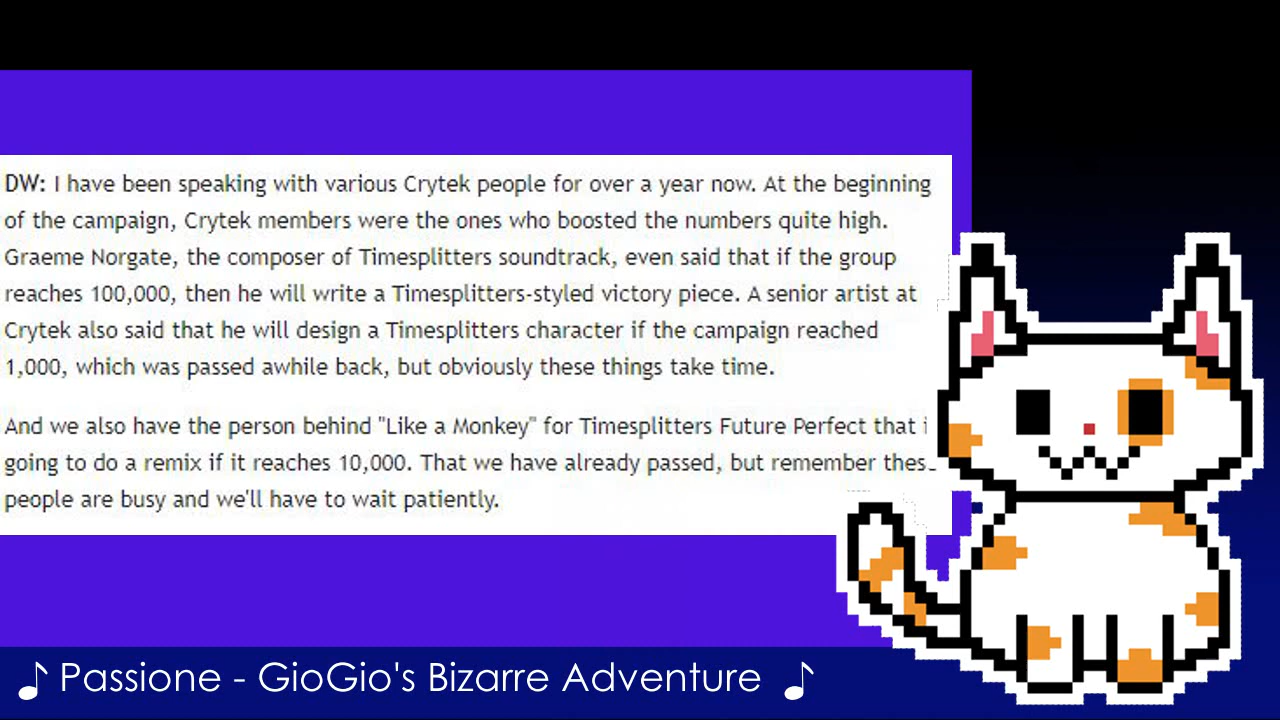 DW: I have been speaking with various Crytek people for over a year now. At the beginning
of the campaign, Crytek members were the ones who boosted the numbers quite high.
Graeme Norgate, the composer of Timesplitters soundtrack, even said that if the group
reaches 100,000, then he will write a Timesplitters-styled victory piece. A senior artist at
Crytek also said that he will design a Timesplitters character if the campaign reached
1,000, which was passed awhile back, but obviously these things take time.
And we also have the person behind "Like a Monkey" for Timesplitters Future Perfect that
going to do a remix if it reaches 10,000. That we have already passed, but remember
people are busy and we'll have to wait patiently.
♪ Passione - GioGio's Bizarre Adventure ♪